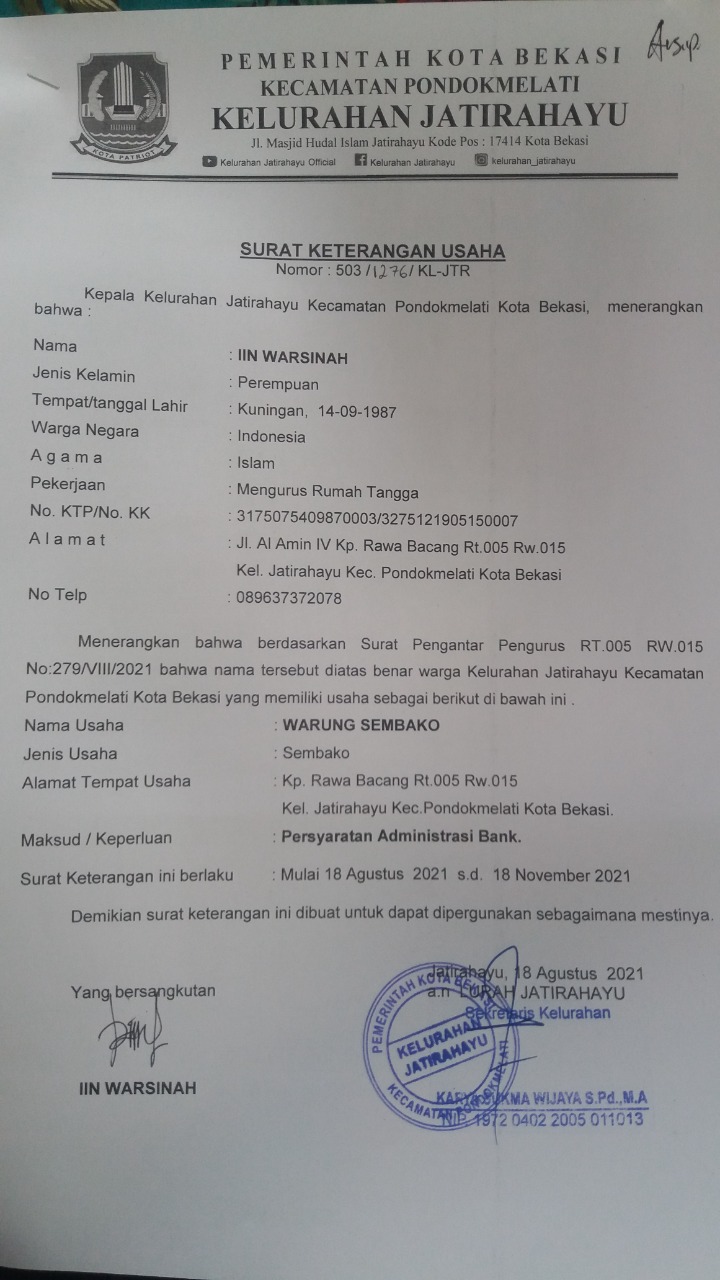 Arsip
PEMERINTAH KOTA BEKASI
KECAMATAN PONDOKMELATI
KELURAHAN JATIRAHAYU
Jl. Masjid Hudal Islam Jatirahayu Kode Pos : 17414 Kota Bekasi
Kelurahan Jatirahayu Official Kelurahan Jatirahayu kelurahan_jatirahayu
KOTA PATRIOT
SURAT KETERANGAN USAHA
Nomor : 503 /1276/ KL-JTR
Kepala Kelurahan Jatirahayu Kecamatan Pondokmelati Kota Bekasi, menerangkan
bahwa :
Nama : IIN WARSINAH
Jenis Kelamin : Perempuan
Tempat/tanggal Lahir : Kuningan, 14-09-1987
Warga Negara : Indonesia
A g a m a : Islam
Pekerjaan : Mengurus Rumah Tangga
No. KTP/No. KK : 3175075409870003/3275121905150007
A l a m a t : Jl. Al Amin IV Kp. Rawa Bacang Rt.005 Rw.015
Kel. Jatirahayu Kec. Pondokmelati Kota Bekasi
No Telp : 089637372078
Menerangkan bahwa berdasarkan Surat Pengantar Pengurus RT.005 RW.015
No:279/VIII/2021 bahwa nama tersebut diatas benar warga Kelurahan Jatirahayu Kecamatan
Pondokmelati Kota Bekasi yang memiliki usaha sebagai berikut di bawah ini .
Nama Usaha : WARUNG SEMBAKO
Jenis Usaha : Sembako
Alamat Tempat Usaha : Kp. Rawa Bacang Rt.005 Rw.015
Kel. Jatirahayu Kec.Pondokmelati Kota Bekasi.
Maksud / Keperluan : Persyaratan Administrasi Bank.
Surat Keterangan ini berlaku : Mulai 18 Agustus 2021 s.d. 18 November 2021
Demikian surat keterangan ini dibuat untuk dapat dipergunakan sebagaimana mestinya.
Jatirahayu, 18 Agustus 2021
Yang bersangkutan
a.n LURAH JATIRAHAYU
Sekretaris Kelurahan
PEMERINTAH KOTA BEKASI
KELURAHAN
JATIRAHAYU
KECAMATAN PONDOKMELATI
IIN WARSINAH
WIJAYA S.Pd.,M.A
NIP. 1972 0402 2005 011013